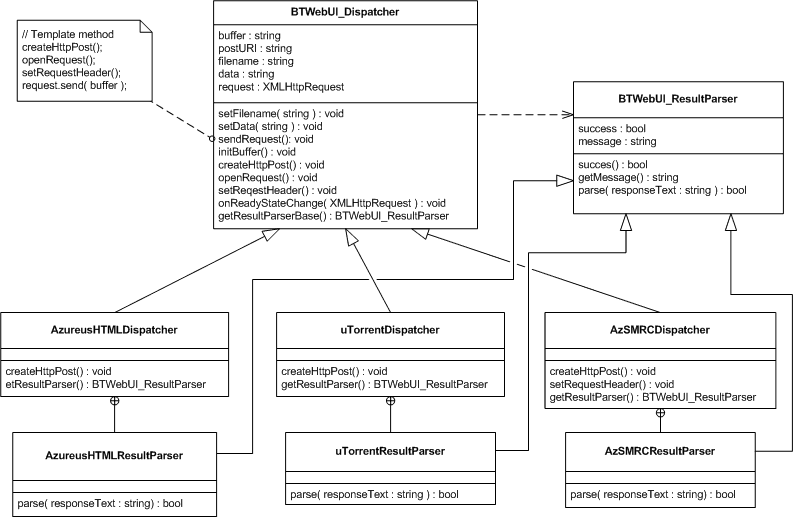 // Template method
createHttpPost();
openRequest();
setRequestHeader();
request.send( buffer );
BTWebUI_Dispatcher
buffer : string
postURI : string
filename : string
data : string
request : XMLHttpRequest
setFilename( string ) : void
setData( string ) : void
sendRequest(): void
initBuffer() : void
createHttpPost() : void
openRequest() : void
setReqestHeader() : void
onReadyStateChange( XMLHttpRequest ) : void
getResultParserBase() : BTWebUI_ResultParser
BTWebUI_ResultParser
success : bool
message : string
succes() : bool
getMessage() : string
parse( responseText : string ) : bool
AzureusHTMLDispatcher
createHttpPost() : void
etResultParser() : BTWebUI_ResultParser
uTorrentDispatcher
createHttpPost() : void
getResultParser() : BTWebUI_ResultParser
AzSMRCDispatcher
createHttpPost() : void
setRequestHeader() : void
getResultParser() : BTWebUI_ResultParser
AzureusHTMLResultParser
parse( responseText : string) : bool
uTorrentResultParser
parse( responseText : string ) : bool
AzSMRCResultParser
parse( responseText : string) : bool